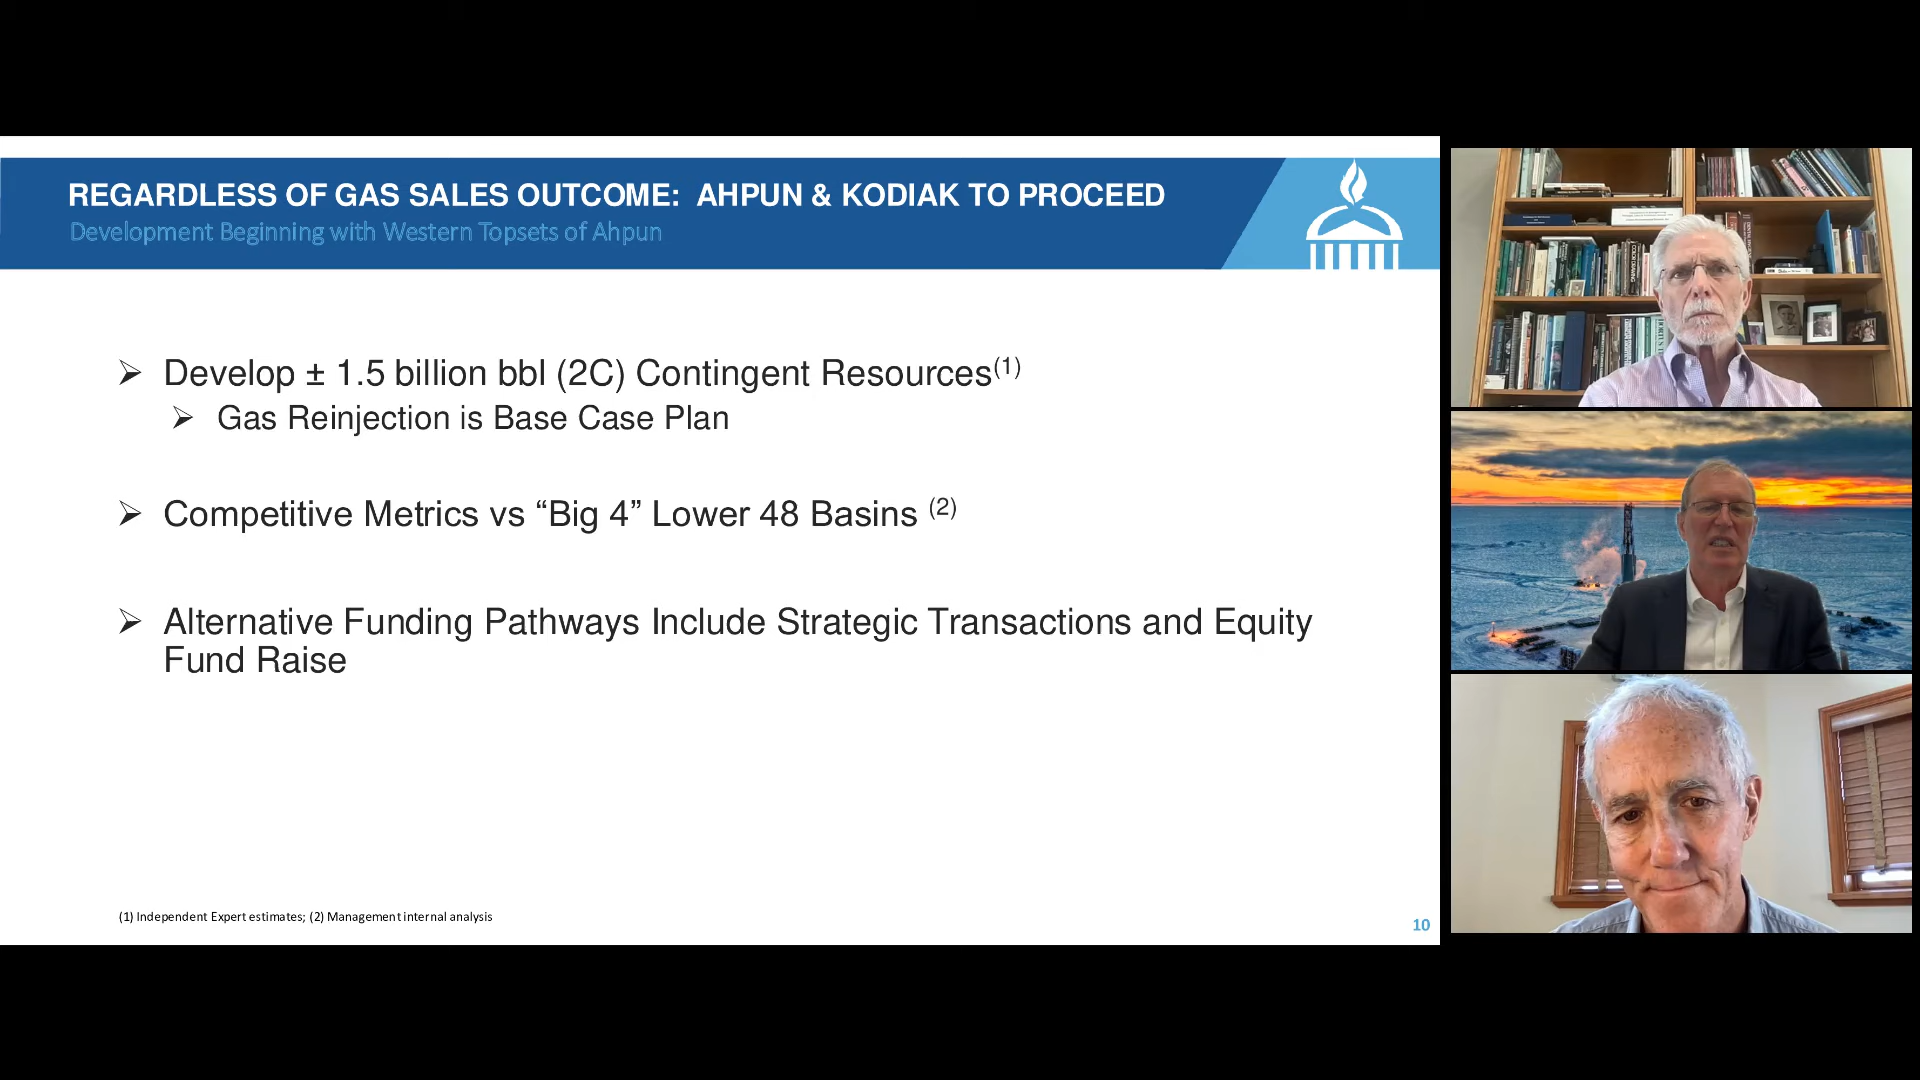 REGARDLESS OF GAS SALES OUTCOME: AHPUN & KODIAK TO PROCEED
Development Beginning with Western Topsets of Ahpun
➢ Develop ± 1.5 billion bbl (2C) Contingent Resources(1)
➢ Gas Reinjection is Base Case Plan
➢ Competitive Metrics vs “Big 4” Lower 48 Basins (2)
➢ Alternative Funding Pathways Include Strategic Transactions and Equity
Fund Raise
(1) Independent Expert estimates; (2) Management internal analysis
10